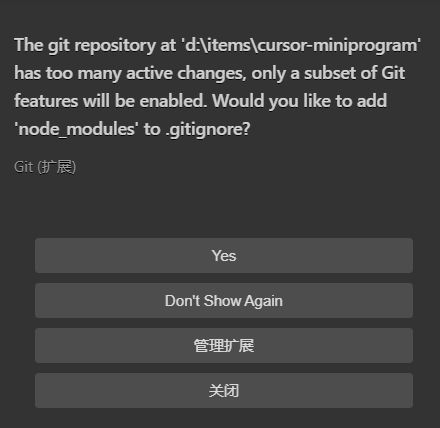 The git repository at 'd:\items\cursor-miniprogram'
has too many active changes, only a subset of Git
features will be enabled. Would you like to add
'node_modules' to .gitignore?
Git (扩展)
Yes
Don't Show Again
管理扩展
关闭